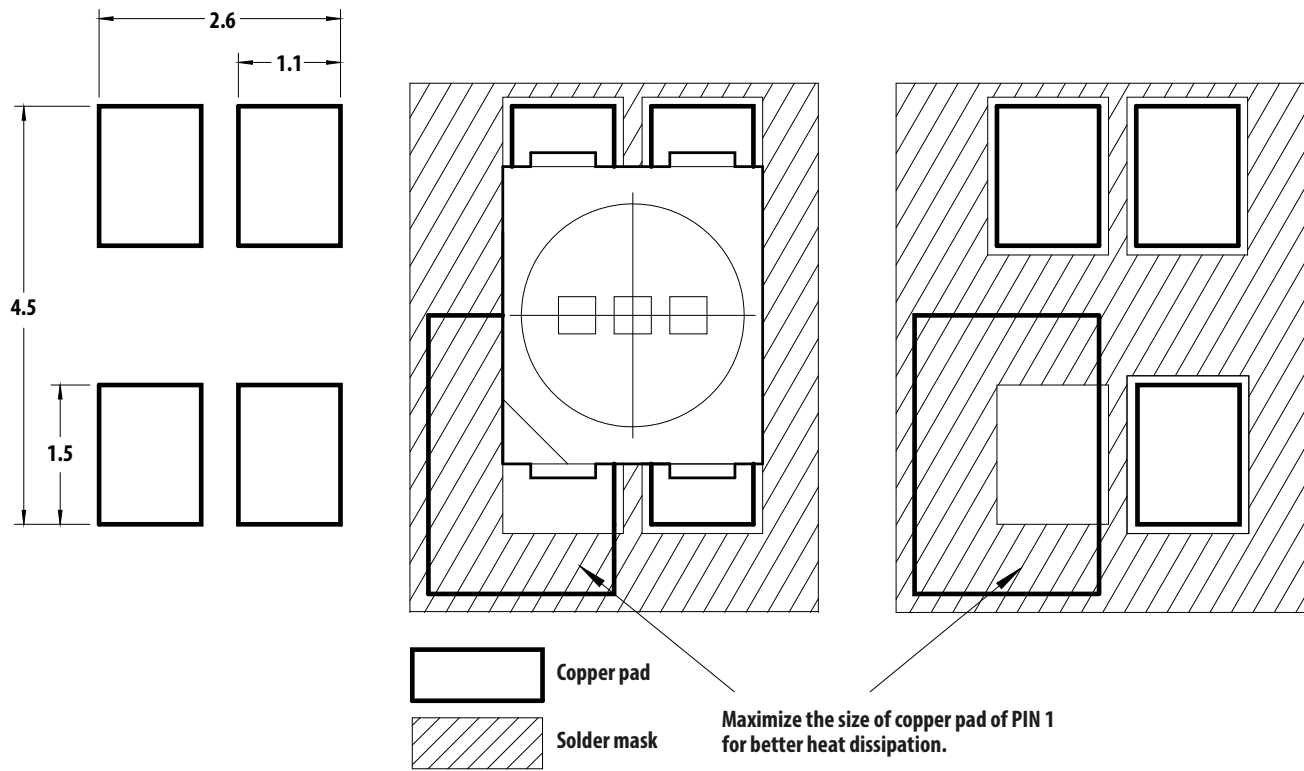 2.6
1.1
4.5
1.5
Copper pad
Solder mask
Maximize the size of copper pad of PIN 1
for better heat dissipation.